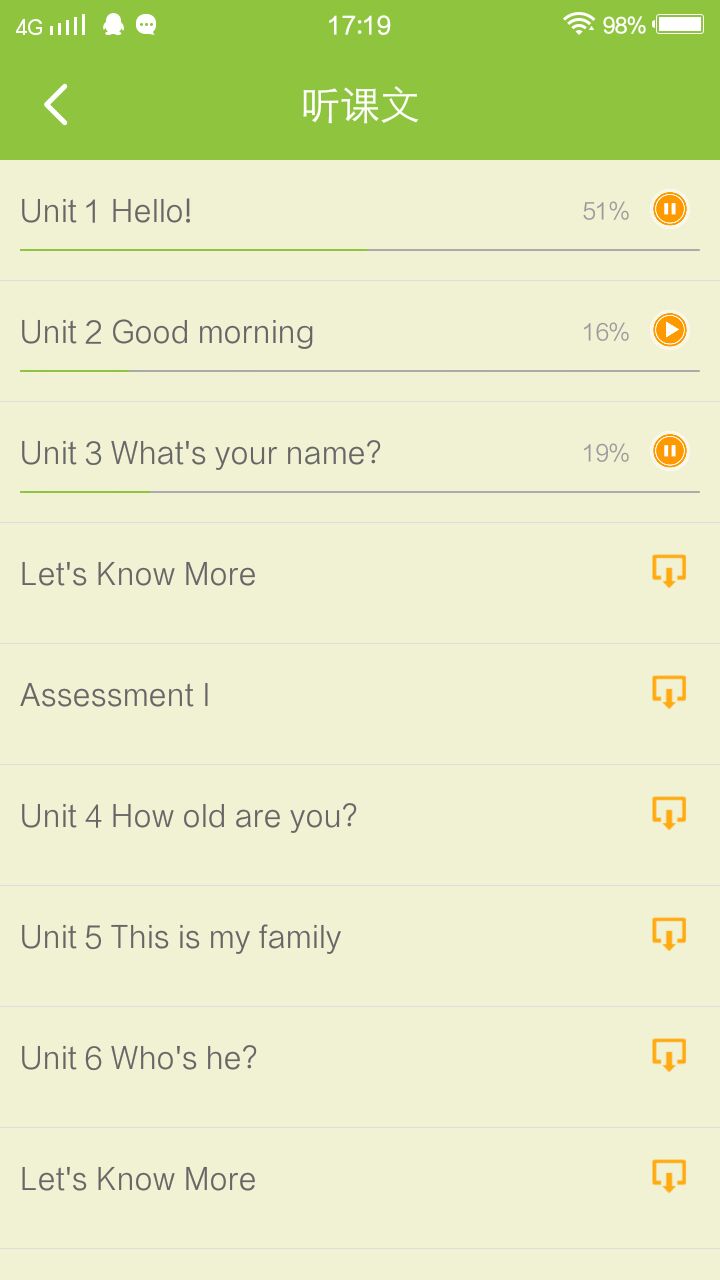 4G 17:19 98%
听课文
Unit 1 Hello! 51%
Unit 2 Good morning 16%
Unit 3 What's your name? 19%
Let's Know More
Assessment I
Unit 4 How old are you?
Unit 5 This is my family
Unit 6 Who's he?
Let's Know More